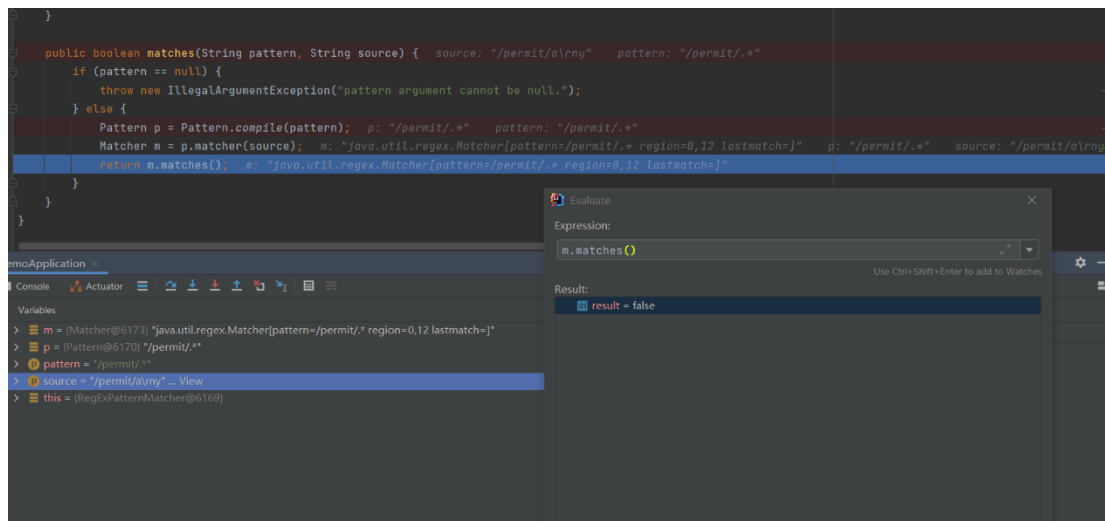 }
public boolean matches(String pattern, String source) {   source: "/permit/a\rny"   pattern: "/permit/.*"
if (pattern == null) {
throw new IllegalArgumentException("pattern argument cannot be null.");
} else {
Pattern p = Pattern.compile(pattern);   p: "/permit/.*"   pattern: "/permit/.*"
Matcher m = p.matcher(source);   m: "java.util.regex.Matcher[pattern=/permit/.* region=0,12 lastmatch=]"   p: "/permit/.*"   source: "/permit/a\rny
return m.matches();   m: "java.util.regex.Matcher[pattern=/permit/.* region=0,12 lastmatch=]"
}
}
}
Evaluate
Expression:
m.matches()
Use Ctrl+Shift+Enter to add to Watches
Result:
01 result = false
emoApplication
Console Actuator
Variables
m = {Matcher@6173} "java.util.regex.Matcher[pattern=/permit/.* region=0,12 lastmatch=]"
p = {Pattern@6170} "/permit/.*"
pattern = "/permit/.*"
source = "/permit/a\rny" ... View
this = {RegExPatternMatcher@6169}